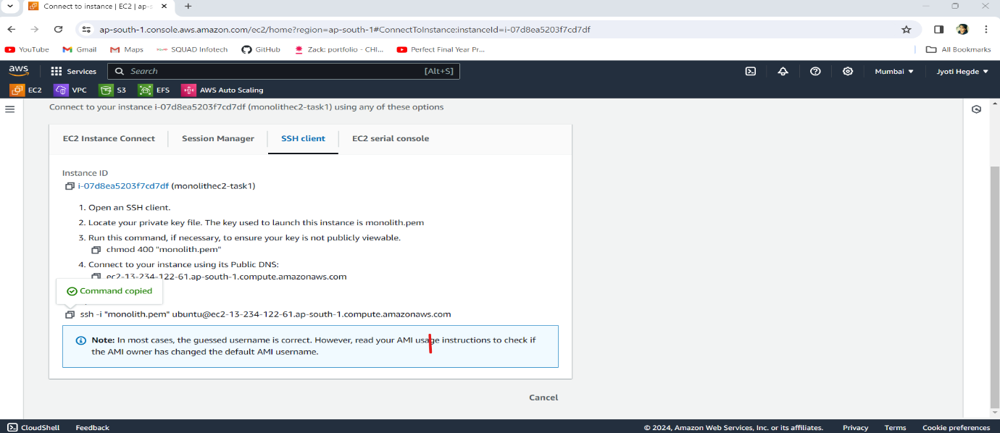 Connect to instance | EC2 | ap-s
ap-south-1.console.aws.amazon.com/ec2/home?region=ap-south-1#ConnectToInstance:instanceId=i-07d8ea5203f7cd7df
YouTube Gmail Maps SQUAD Infotech GitHub Zack: portfolio - CHI... Perfect Final Year Pr... All Bookmarks
aws Services Search [Alt+S] Mumbai Jyoti Hegde
EC2 VPC S3 EFS AWS Auto Scaling
Connect to your instance i-07d8ea5203f7cd7df (monolithec2-task1) using any of these options
EC2 Instance Connect Session Manager SSH client EC2 serial console
Instance ID
i-07d8ea5203f7cd7df (monolithec2-task1)
1. Open an SSH client.
2. Locate your private key file. The key used to launch this instance is monolith.pem
3. Run this command, if necessary, to ensure your key is not publicly viewable.
chmod 400 "monolith.pem"
4. Connect to your instance using its Public DNS:
ec2-13-234-122-61.ap-south-1.compute.amazonaws.com
Command copied
ssh -i "monolith.pem" ubuntu@ec2-13-234-122-61.ap-south-1.compute.amazonaws.com
Note: In most cases, the guessed username is correct. However, read your AMI usage instructions to check if
the AMI owner has changed the default AMI username.
Cancel
CloudShell Feedback © 2024, Amazon Web Services, Inc. or its affiliates. Privacy Terms Cookie preferences